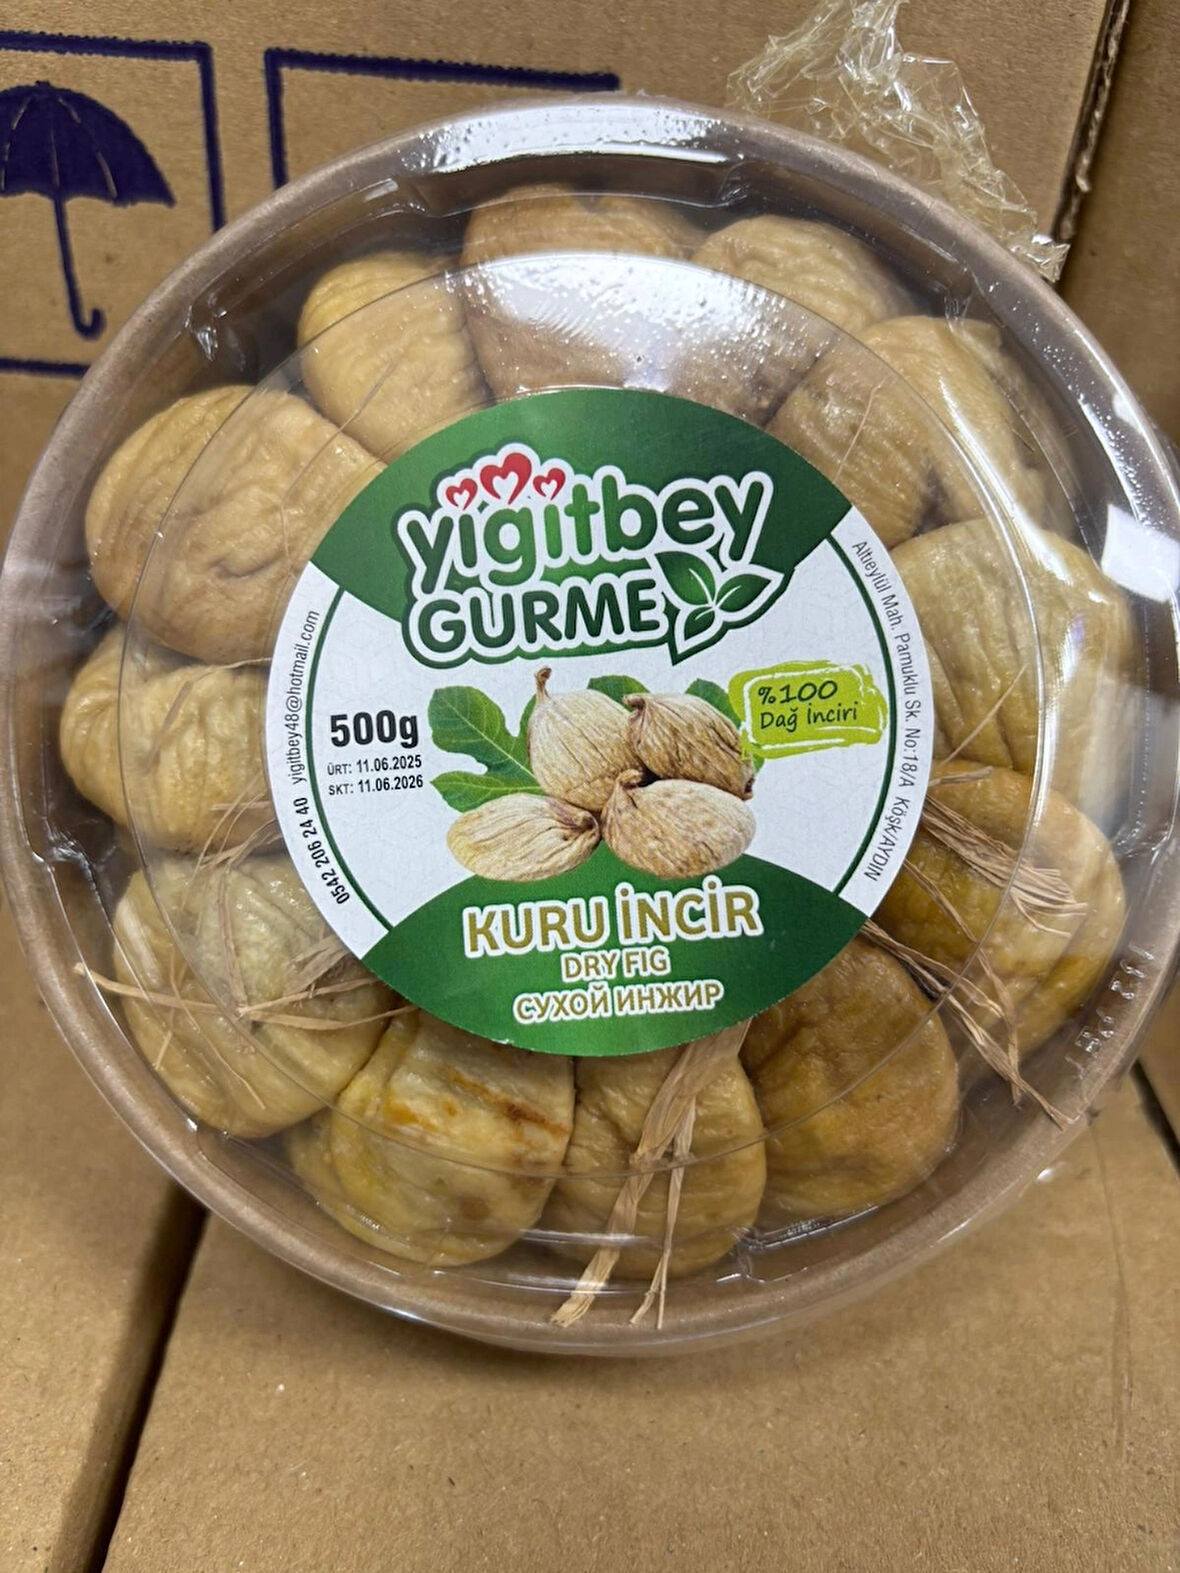 yigitbey
GURME
%100
Dağ İnciri
500g
ÜRT: 11.06.2025
SKT: 11.06.2026
0542 206 24 40 yigitbey48@hotmail.com
Altıeylül Mah. Pamuklu Sk. No:18/A Köşk/AYDIN
KURU İNCİR
DRY FIG
СУХОЙ ИНЖИР